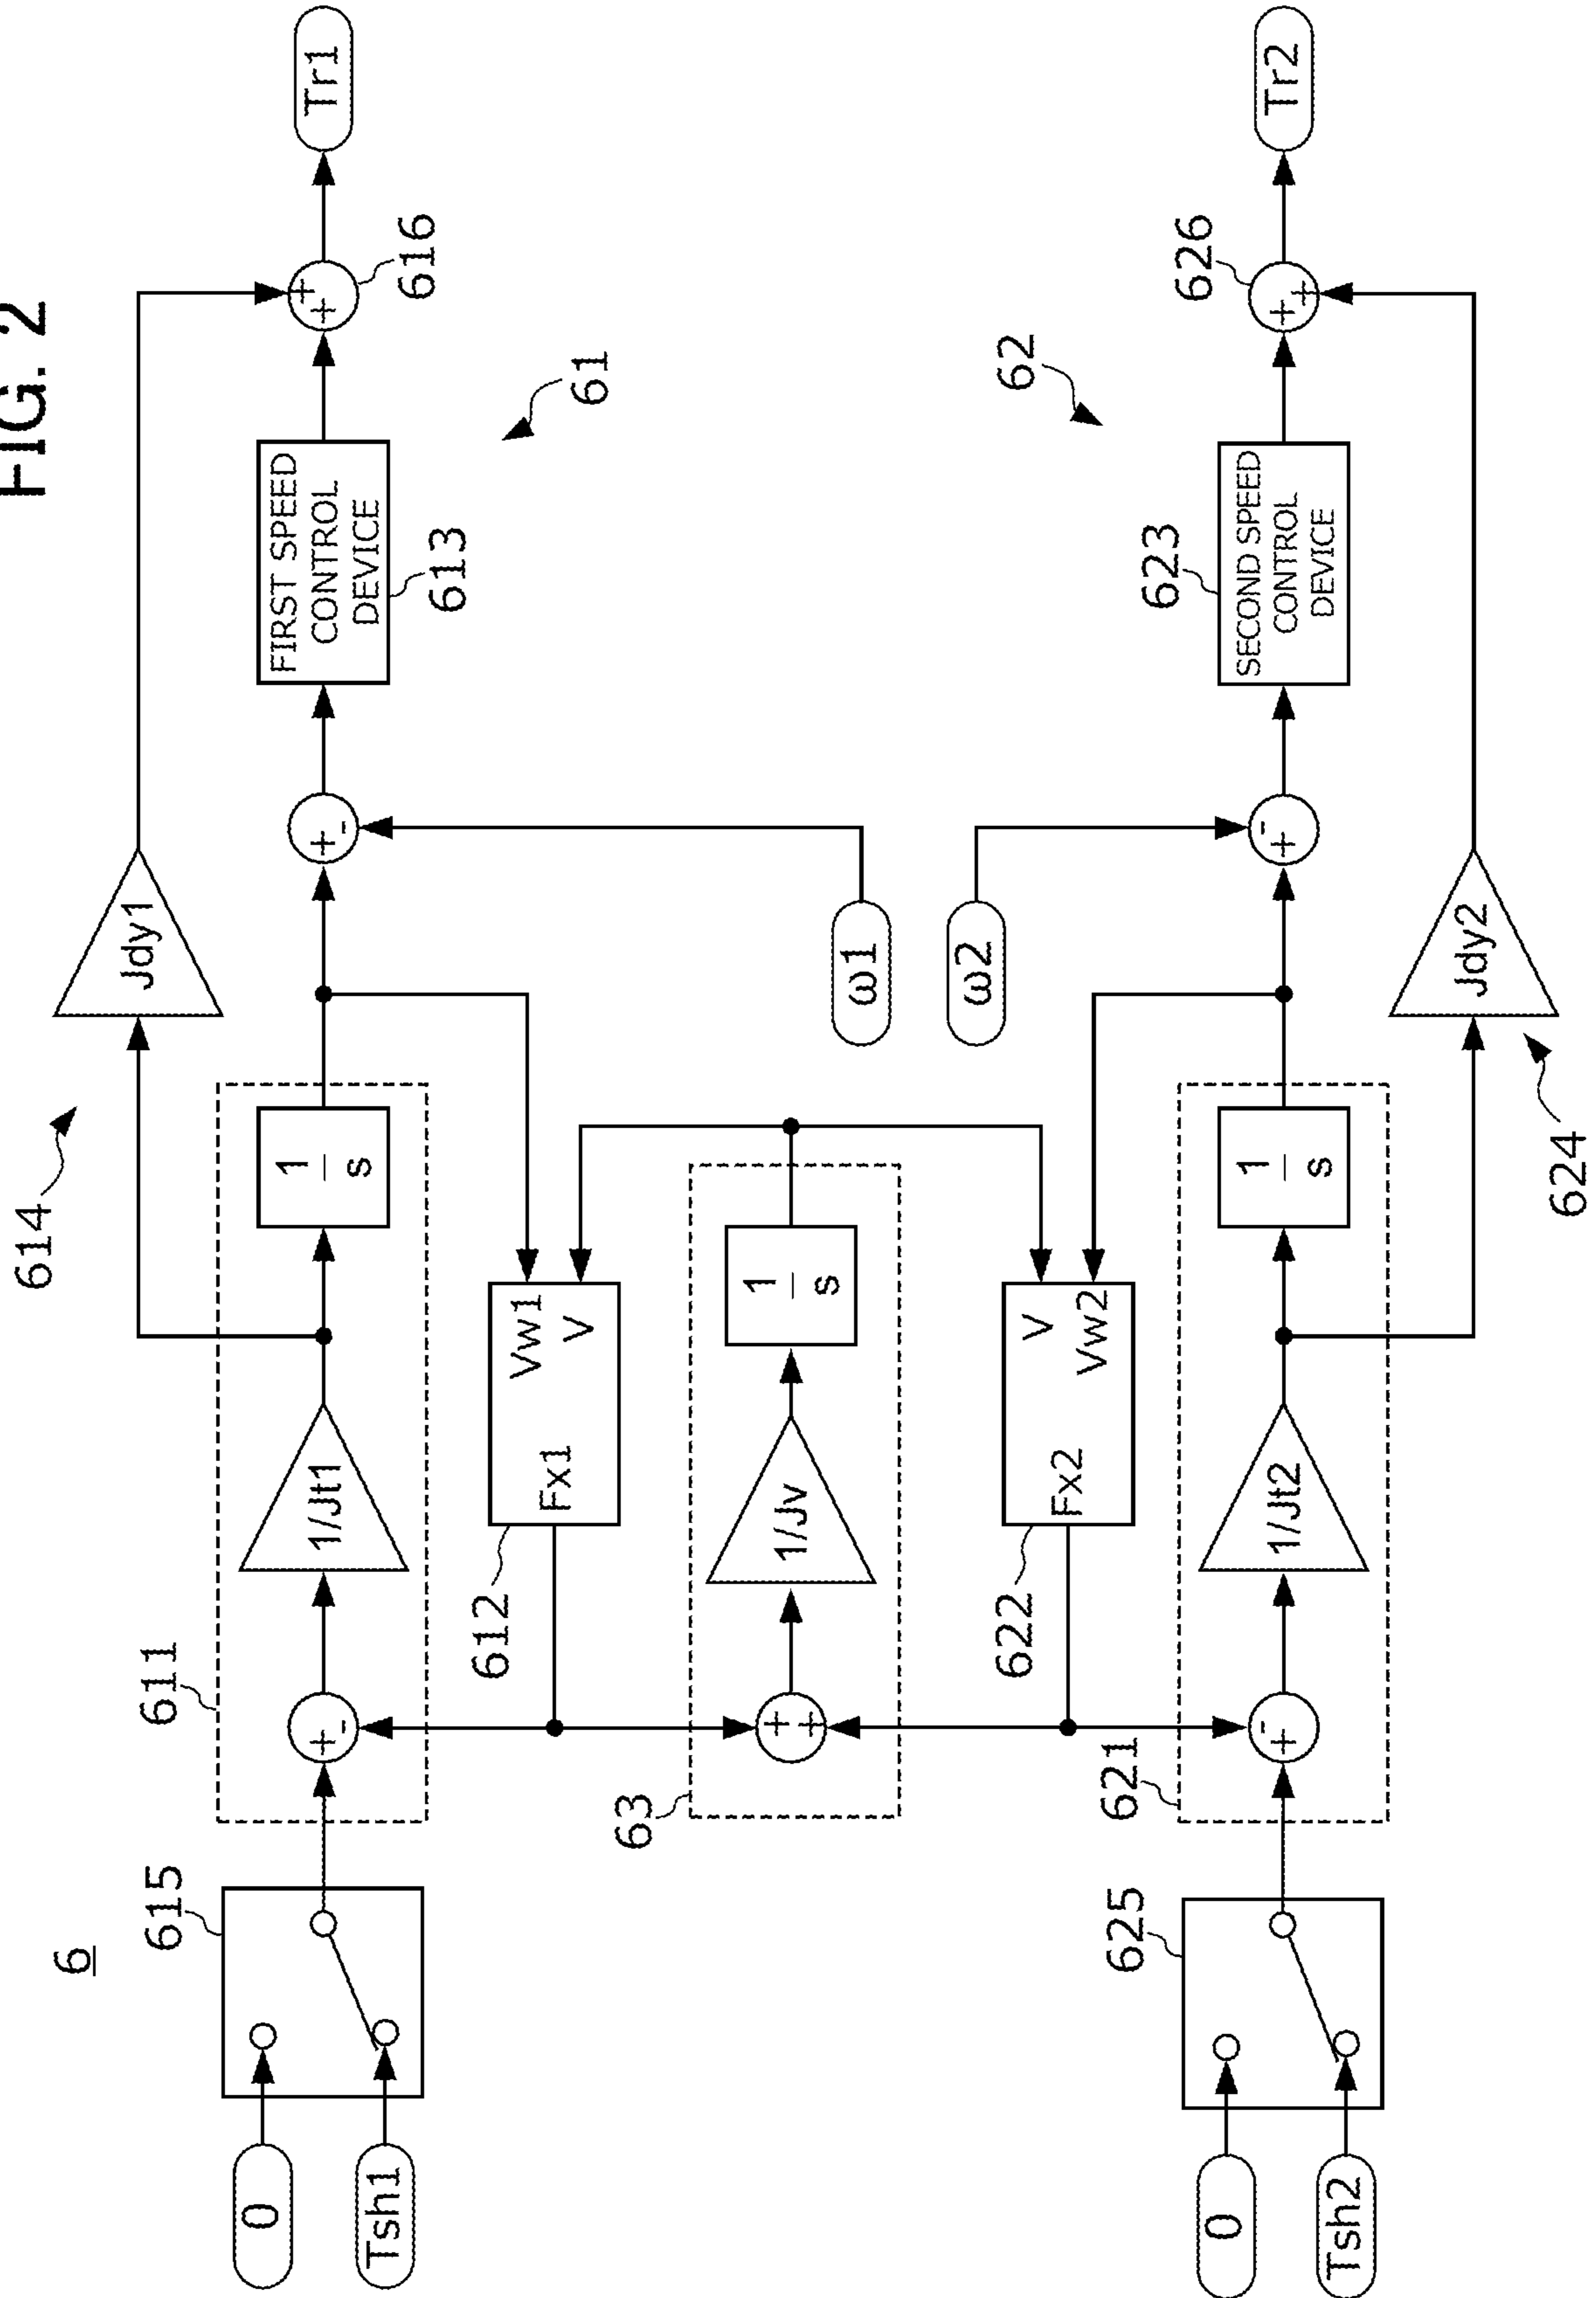 FIG. 2
6
615
0
Tsh1
611
+
-
1/Jt1
1
s
614
Jdy1
+
-
FIRST SPEED
CONTROL
DEVICE
613
+
+
616
Tr1
61
612
Fx1
Vw1
V
ω1
63
+
+
1/Jv
1
s
622
Fx2
V
Vw2
ω2
62
625
0
Tsh2
621
+
-
1/Jt2
1
s
624
Jdy2
+
-
SECOND SPEED
CONTROL
DEVICE
623
+
+
626
Tr2